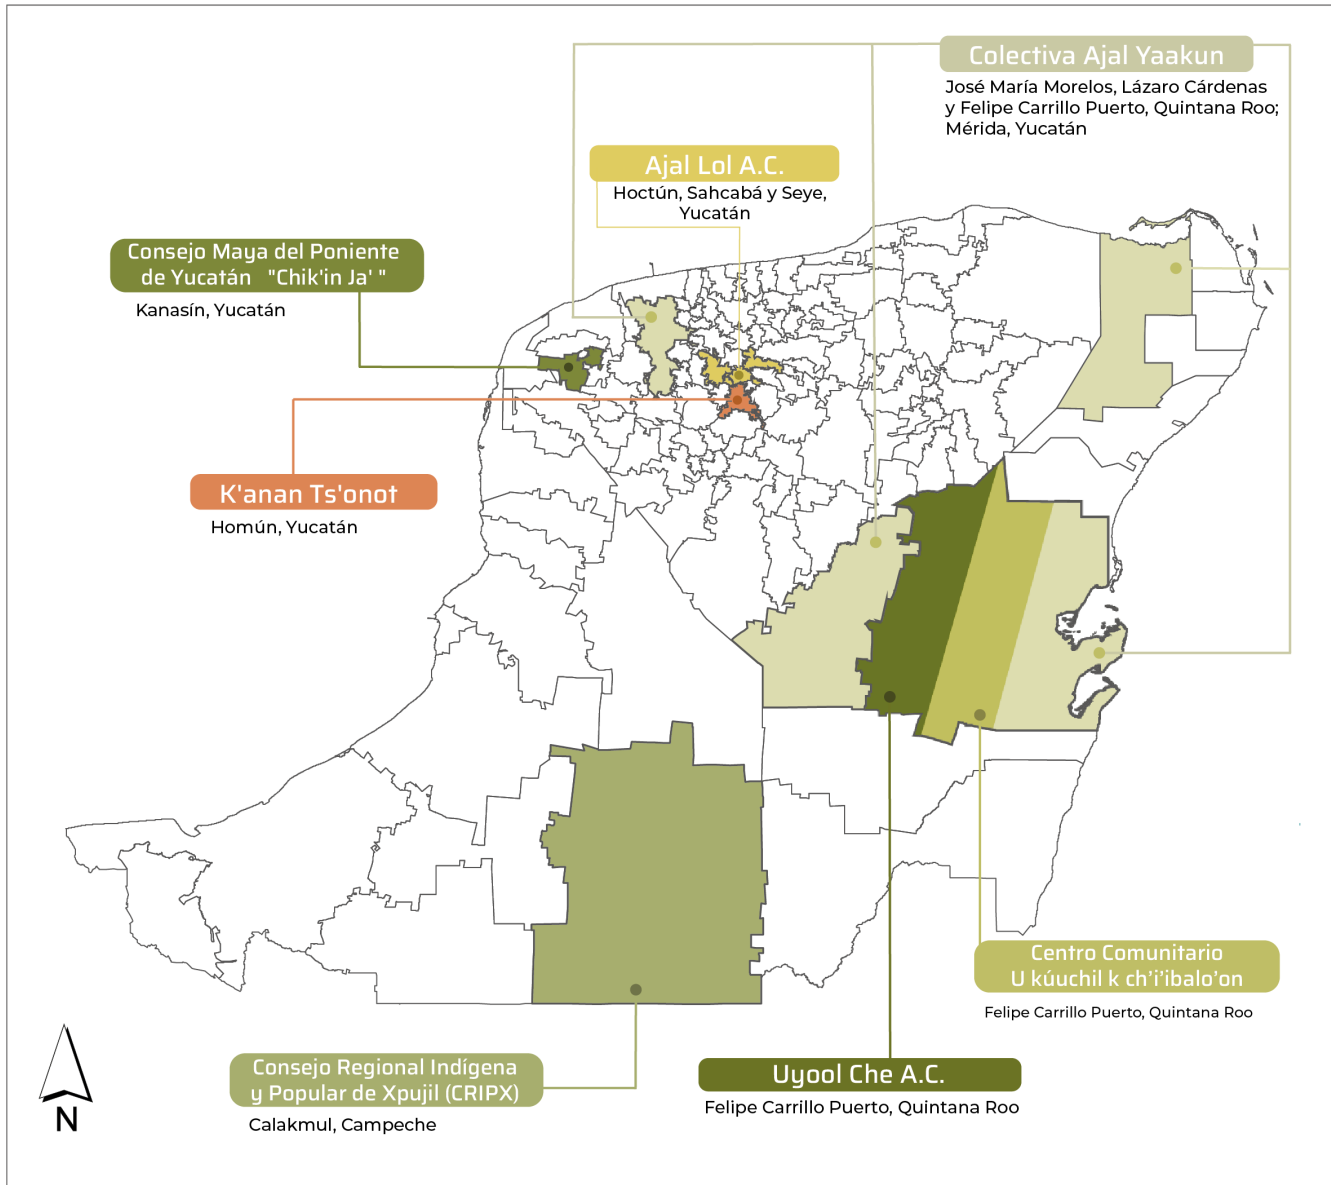 Colectiva Ajal Yaakun
José María Morelos, Lázaro Cárdenas
y Felipe Carrillo Puerto, Quintana Roo;
Mérida, Yucatán
Ajal Lol A.C.
Hoctún, Sahcabá y Seye,
Yucatán
Consejo Maya del Poniente
de Yucatán "Chik'in Ja' "
Kanasín, Yucatán
K'anan Ts'onot
Homún, Yucatán
Centro Comunitario
U kúuchil k ch’i’ibalo’on
Felipe Carrillo Puerto, Quintana Roo
Consejo Regional Indígena
y Popular de Xpujil (CRIPX)
Calakmul, Campeche
Uyool Che A.C.
Felipe Carrillo Puerto, Quintana Roo
N